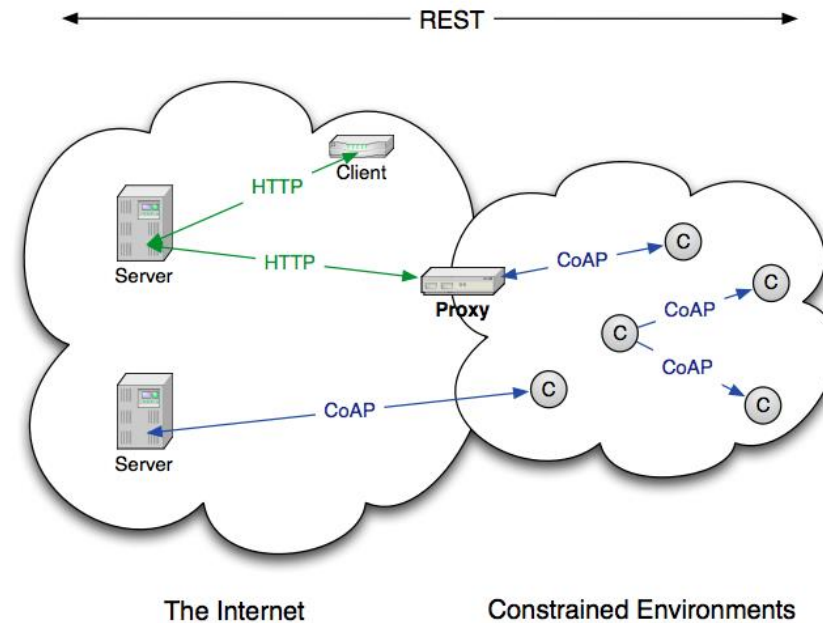 REST
Client
HTTP
Server
HTTP
CoAP
C
Proxy
C
CoAP
C
CoAP
C
C
CoAP
Server
The Internet
Constrained Environments